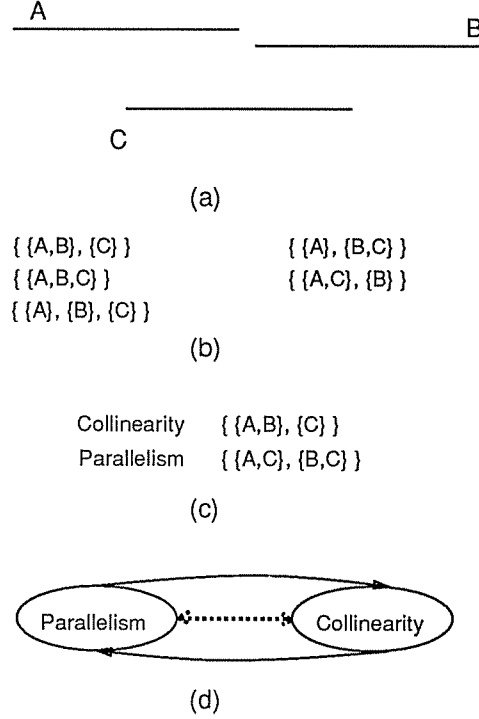 A
B
C
(a)
{ {A,B}, {C} }
{ {A}, {B,C} }
{ {A,B,C} }
{ {A,C}, {B} }
{ {A}, {B}, {C} }
(b)
Collinearity { {A,B}, {C} }
Parallelism { {A,C}, {B,C} }
(c)
Parallelism
Collinearity
(d)